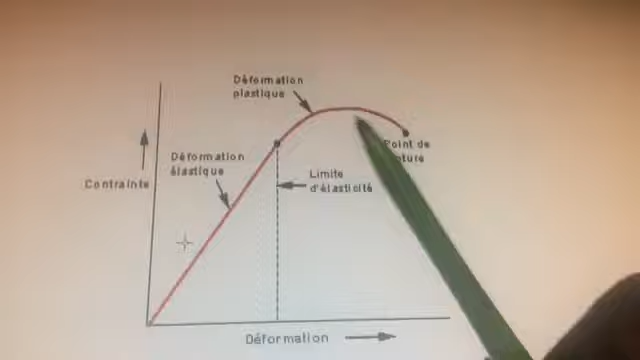 Déformation
plastique
Déformation
élastique
Point de
Limite
d'élasticité
Contrainte
Déformation